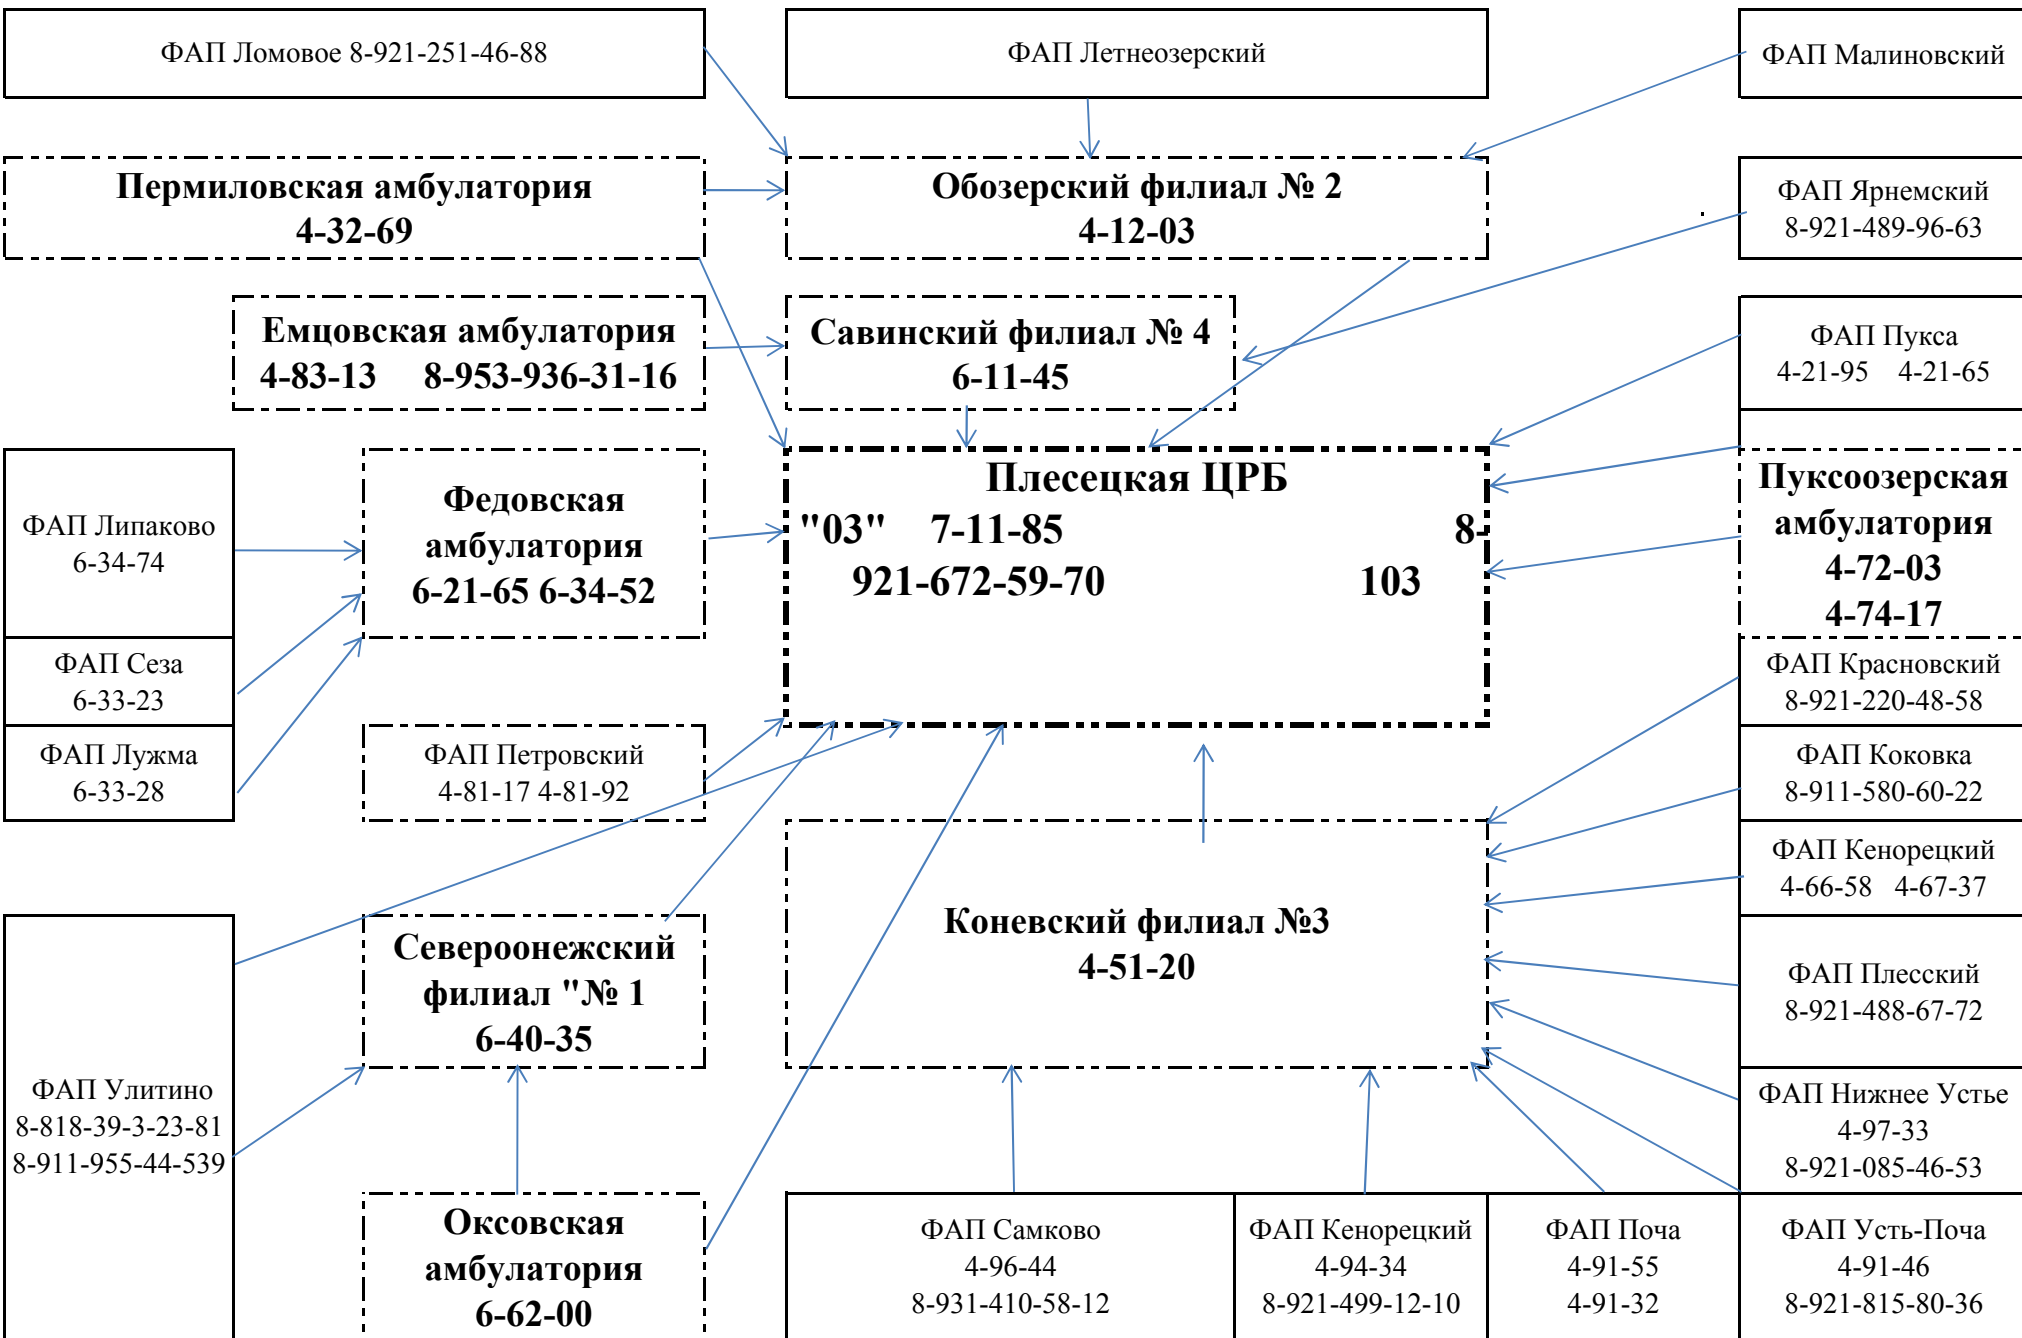 ФАП Ломовое 8-921-251-46-88
ФАП Летнеозерский
ФАП Малиновский
Пермиловская амбулатория
4-32-69
Обозерский филиал № 2
4-12-03
ФАП Ярнемский
8-921-489-96-63
Емцовская амбулатория
4-83-13 8-953-936-31-16
Савинский филиал № 4
6-11-45
ФАП Пукса
4-21-95 4-21-65
ФАП Липаково
6-34-74
Федовская
амбулатория
6-21-65 6-34-52
Плесецкая ЦРБ
"03" 7-11-85 8-
921-672-59-70 103
Пуксоозерская
амбулатория
4-72-03
4-74-17
ФАП Сеза
6-33-23
ФАП Красновский
8-921-220-48-58
ФАП Лужма
6-33-28
ФАП Петровский
4-81-17 4-81-92
ФАП Коковка
8-911-580-60-22
ФАП Кенорецкий
4-66-58 4-67-37
ФАП Улитино
8-818-39-3-23-81
8-911-955-44-539
Североонежский
филиал "№ 1
6-40-35
Коневский филиал №3
4-51-20
ФАП Плесский
8-921-488-67-72
ФАП Нижнее Устье
4-97-33
8-921-085-46-53
Оксовская
амбулатория
6-62-00
ФАП Самково
4-96-44
8-931-410-58-12
ФАП Кенорецкий
4-94-34
8-921-499-12-10
ФАП Поча
4-91-55
4-91-32
ФАП Усть-Поча
4-91-46
8-921-815-80-36